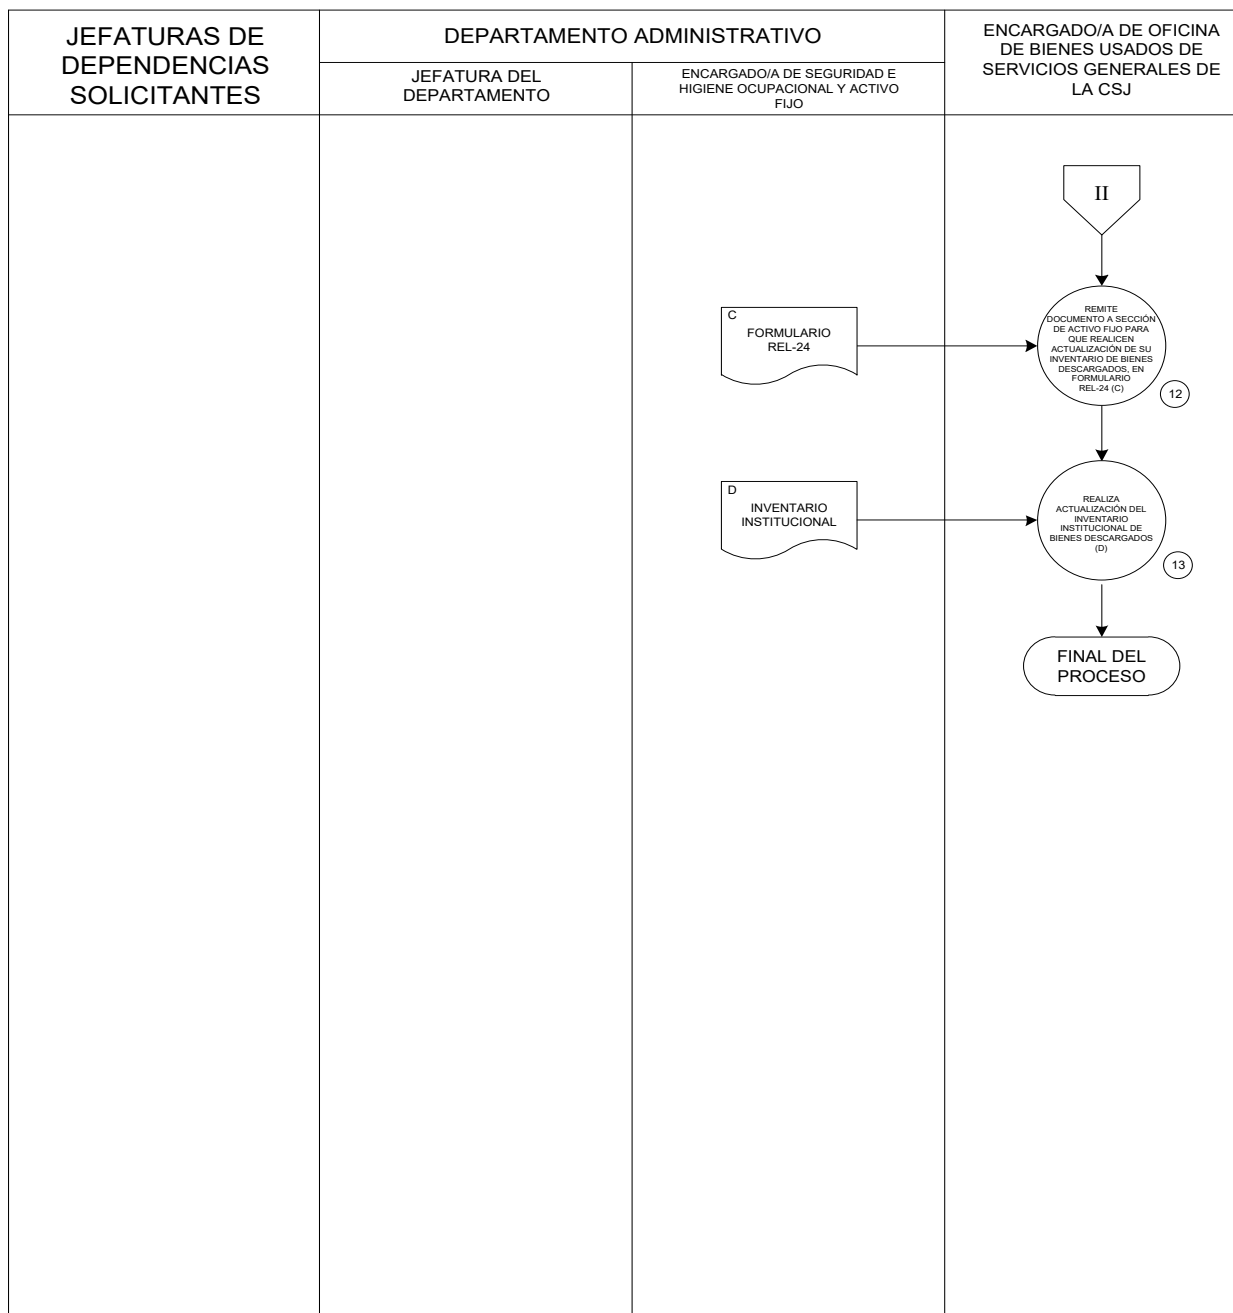 JEFATURAS DE
DEPENDENCIAS
SOLICITANTES
DEPARTAMENTO ADMINISTRATIVO
JEFATURA DEL
DEPARTAMENTO
ENCARGADO/A DE SEGURIDAD E
HIGIENE OCUPACIONAL Y ACTIVO
FIJO
ENCARGADO/A DE OFICINA
DE BIENES USADOS DE
SERVICIOS GENERALES DE
LA CSJ
II
C
FORMULARIO
REL-24
REMITE
DOCUMENTO A SECCIÓN
DE ACTIVO FIJO PARA
QUE REALICEN
ACTUALIZACIÓN DE SU
INVENTARIO DE BIENES
DESCARGADOS, EN
FORMULARIO
REL-24 (C)
12
D
INVENTARIO
INSTITUCIONAL
REALIZA
ACTUALIZACIÓN DEL
INVENTARIO
INSTITUCIONAL DE
BIENES DESCARGADOS
(D)
13
FINAL DEL
PROCESO